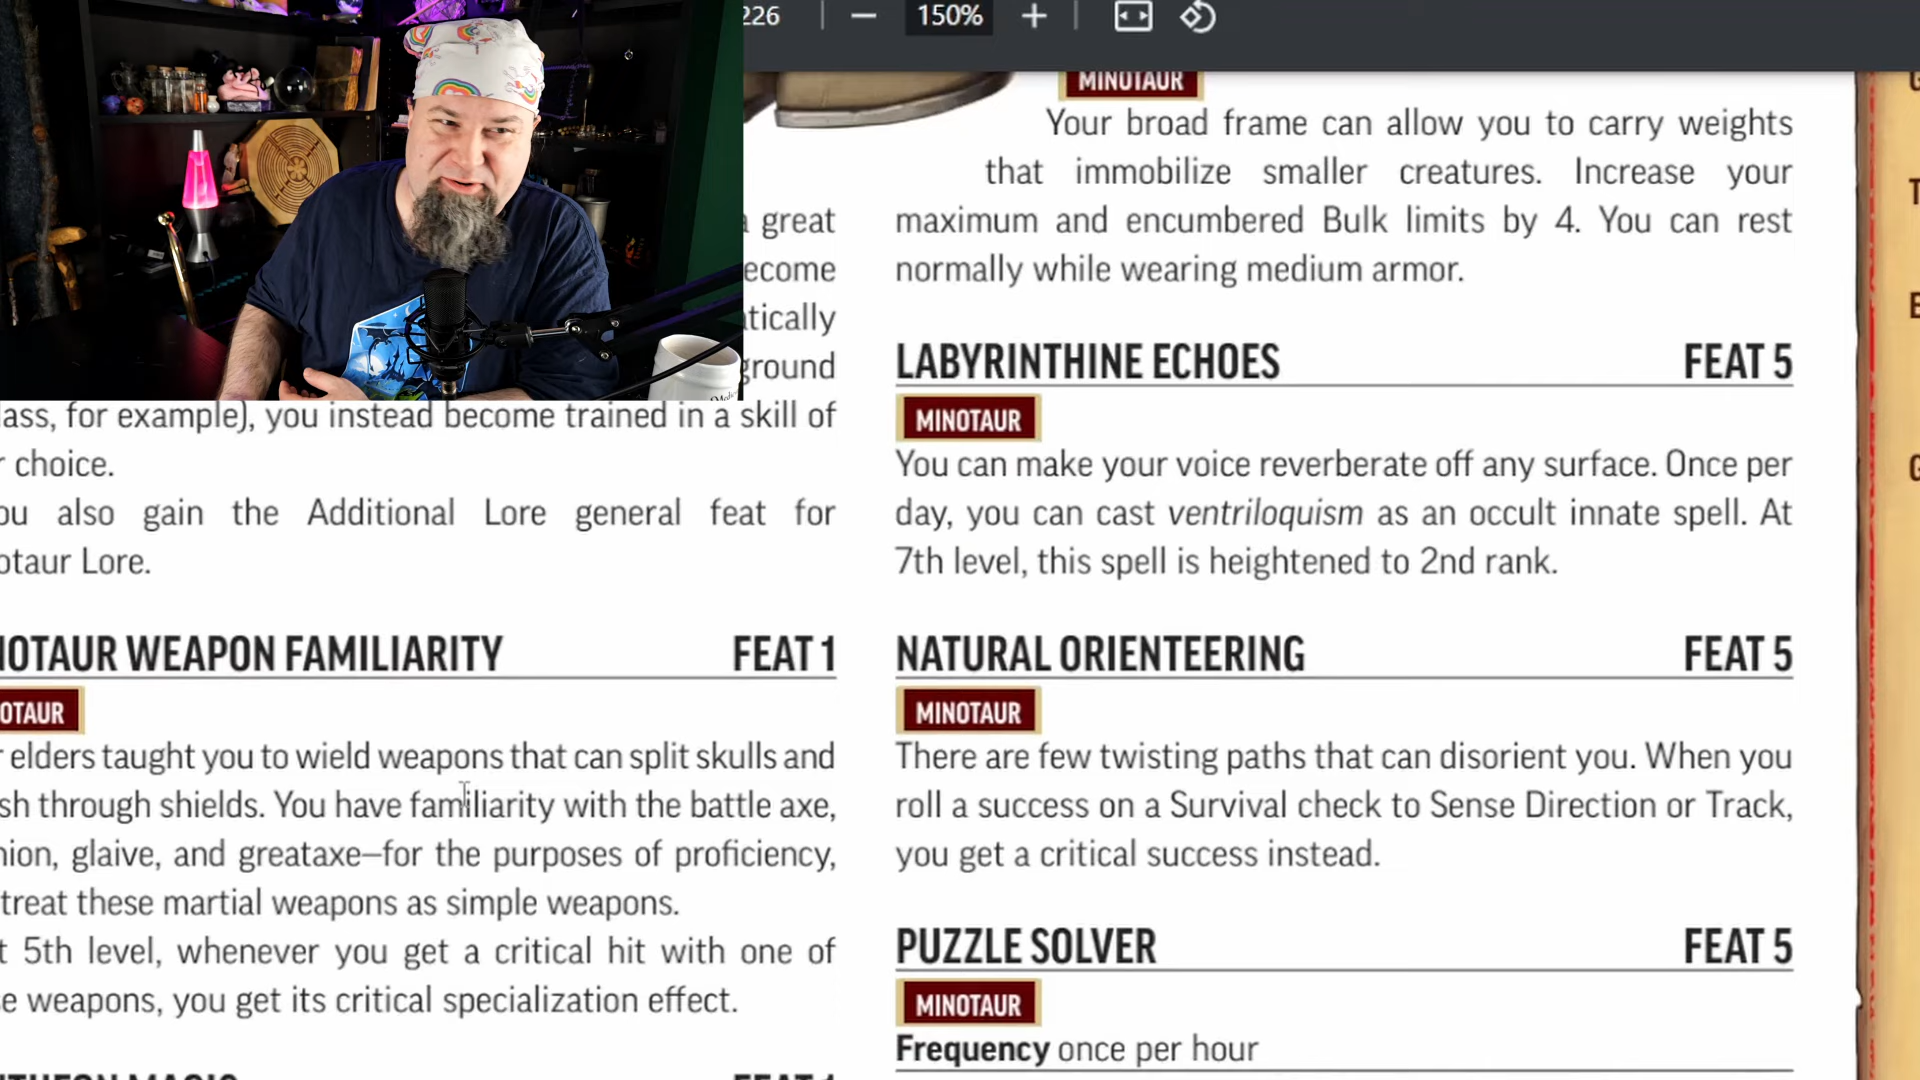 226
150%
great
ecome
tically
ground
lass, for example), you instead become trained in a skill of
r choice.
ou also gain the Additional Lore general feat for
otaur Lore.
OTAUR WEAPON FAMILIARITY FEAT 1
OTAUR
r elders taught you to wield weapons that can split skulls and
sh through shields. You have familiarity with the battle axe,
hion, glaive, and greataxe—for the purposes of proficiency,
treat these martial weapons as simple weapons.
t 5th level, whenever you get a critical hit with one of
e weapons, you get its critical specialization effect.
FEAT 1
MINOTAUR
Your broad frame can allow you to carry weights
that immobilize smaller creatures. Increase your
maximum and encumbered Bulk limits by 4. You can rest
normally while wearing medium armor.
LABYRINTHINE ECHOES FEAT 5
MINOTAUR
You can make your voice reverberate off any surface. Once per
day, you can cast ventriloquism as an occult innate spell. At
7th level, this spell is heightened to 2nd rank.
NATURAL ORIENTEERING FEAT 5
MINOTAUR
There are few twisting paths that can disorient you. When you
roll a success on a Survival check to Sense Direction or Track,
you get a critical success instead.
PUZZLE SOLVER FEAT 5
MINOTAUR
Frequency once per hour